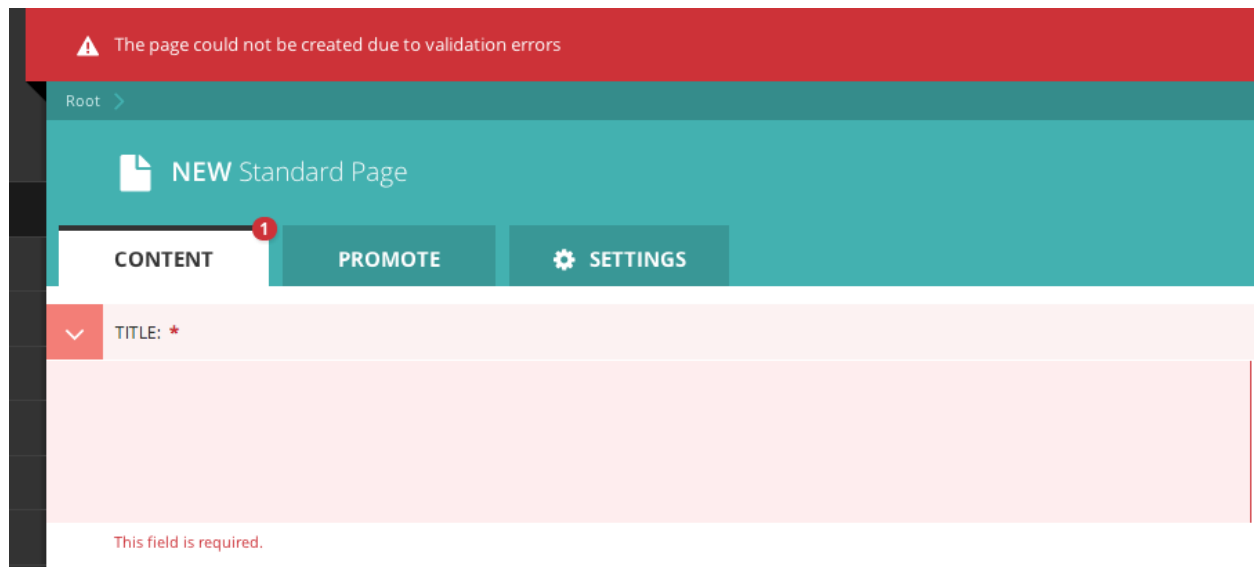 The page could not be created due to validation errors
Root
NEW Standard Page
1
CONTENT
PROMOTE
SETTINGS
TITLE: *
This field is required.